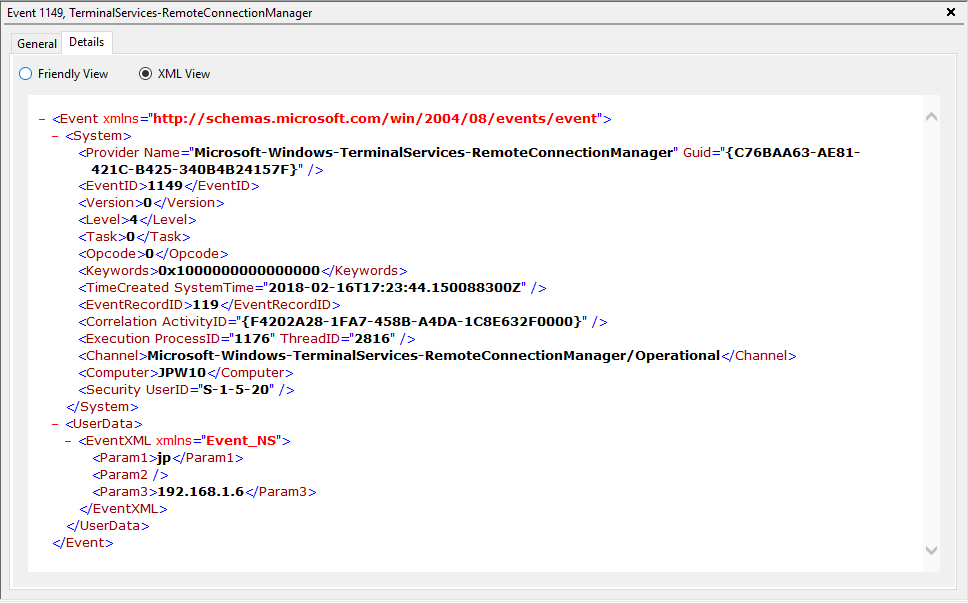 Event 1149, TerminalServices-RemoteConnectionManager
General Details
Friendly View XML View
- <Event xmlns="http://schemas.microsoft.com/win/2004/08/events/event">
- <System>
<Provider Name="Microsoft-Windows-TerminalServices-RemoteConnectionManager" Guid="{C76BAA63-AE81-
421C-B425-340B4B24157F}" />
<EventID>1149</EventID>
<Version>0</Version>
<Level>4</Level>
<Task>0</Task>
<Opcode>0</Opcode>
<Keywords>0x1000000000000000</Keywords>
<TimeCreated SystemTime="2018-02-16T17:23:44.150088300Z" />
<EventRecordID>119</EventRecordID>
<Correlation ActivityID="{F4202A28-1FA7-458B-A4DA-1C8E632F0000}" />
<Execution ProcessID="1176" ThreadID="2816" />
<Channel>Microsoft-Windows-TerminalServices-RemoteConnectionManager/Operational</Channel>
<Computer>JPW10</Computer>
<Security UserID="S-1-5-20" />
</System>
- <UserData>
- <EventXML xmlns="Event_NS">
<Param1>jp</Param1>
<Param2 />
<Param3>192.168.1.6</Param3>
</EventXML>
</UserData>
</Event>